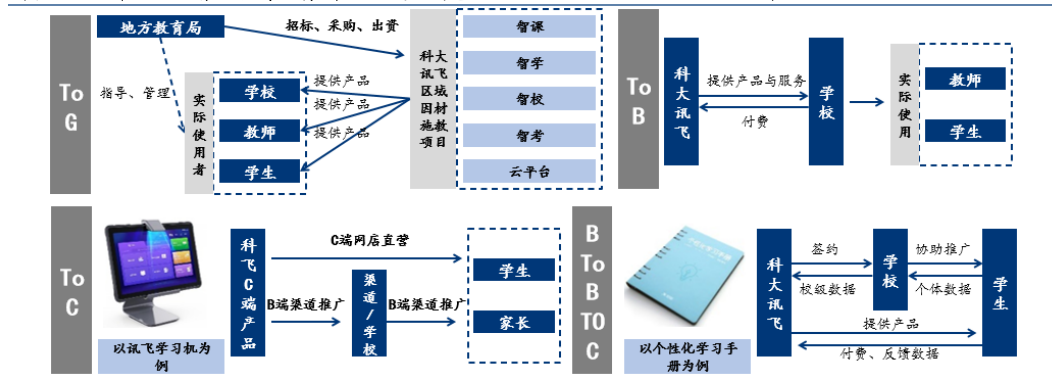 To G
地方教育局
招标、采购、出资
指导、管理
实际使用者
学校
教师
学生
提供产品
提供产品
提供产品
科大讯飞区域因材施教项目
智课
智学
智校
智考
云平台
To B
科大讯飞
提供产品与服务
付费
学校
实际使用
教师
学生
To C
以讯飞学习机为例
科飞C端产品
C端网店直营
B端渠道推广
渠道/学校
B端渠道推广
学生
家长
B To B TO C
以个性化学习手册为例
科大讯飞
签约
校级数据
学校
协助推广
个体数据
学生
提供产品
付费、反馈数据